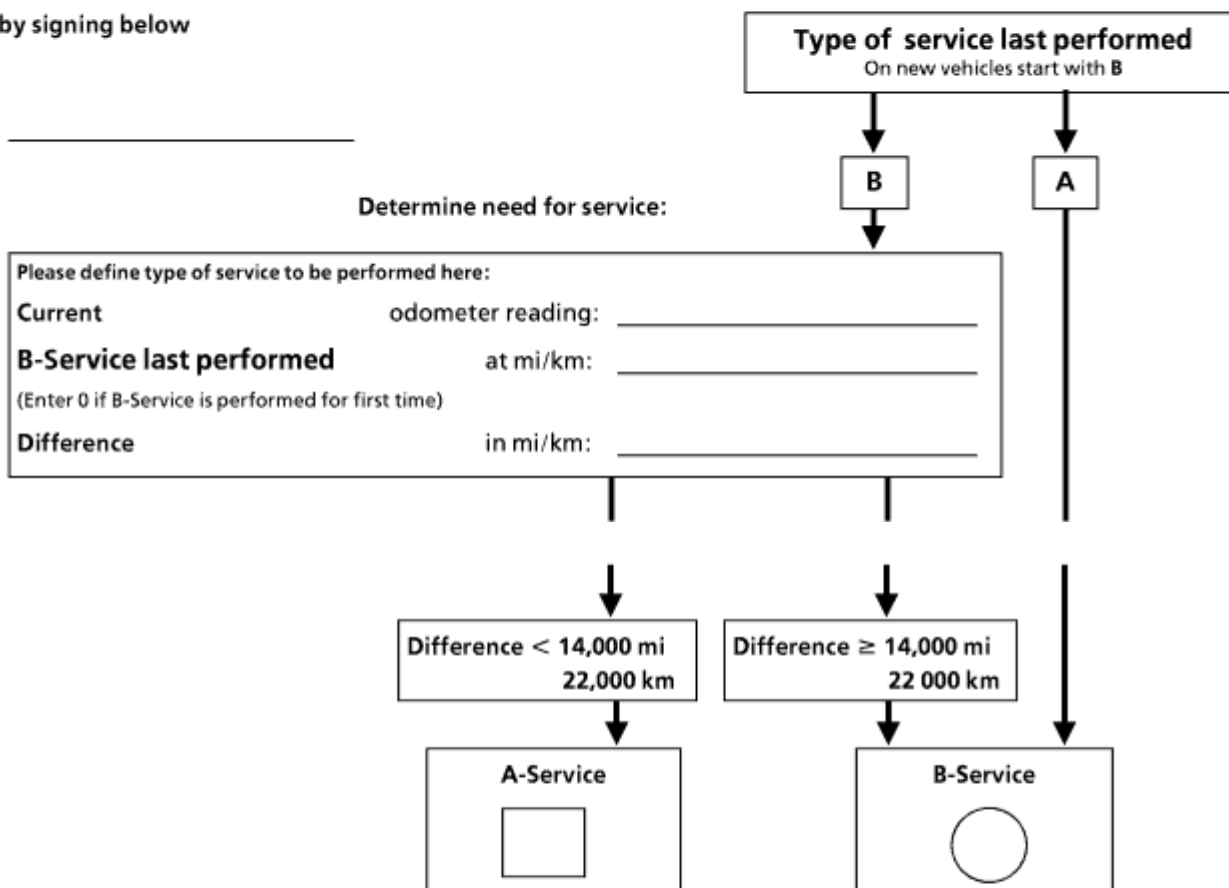 by signing below
Type of service last performed
On new vehicles start with B
B
A
Determine need for service:
Please define type of service to be performed here:
Current odometer reading:
B-Service last performed at mi/km:
(Enter 0 if B-Service is performed for first time)
Difference in mi/km:
Difference < 14,000 mi
22,000 km
Difference ≥ 14,000 mi
22 000 km
A-Service
B-Service